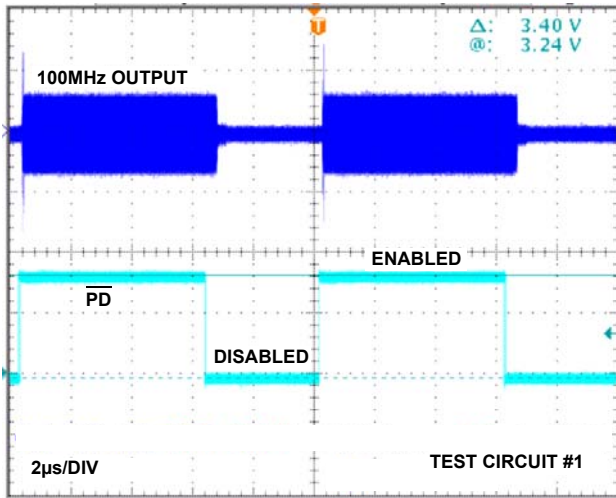 T
Δ: 3.40 V
@: 3.24 V
100MHz OUTPUT
ENABLED
PD
DISABLED
2µs/DIV
TEST CIRCUIT #1